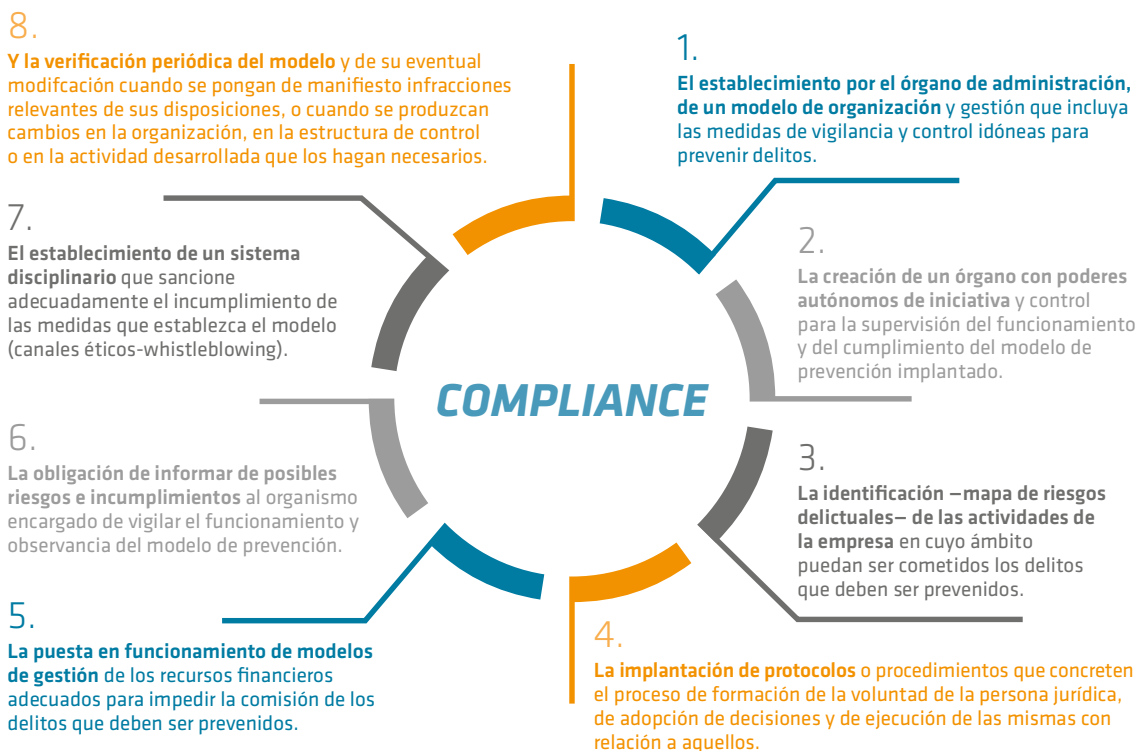 8.
Y la verificación periódica del modelo y de su eventual
modifcación cuando se pongan de manifiesto infracciones
relevantes de sus disposiciones, o cuando se produzcan
cambios en la organización, en la estructura de control
o en la actividad desarrollada que los hagan necesarios.
1.
El establecimiento por el órgano de administración,
de un modelo de organización y gestión que incluya
las medidas de vigilancia y control idóneas para
prevenir delitos.
7.
El establecimiento de un sistema
disciplinario que sancione
adecuadamente el incumplimiento de
las medidas que establezca el modelo
(canales éticos-whistleblowing).
2.
La creación de un órgano con poderes
autónomos de iniciativa y control
para la supervisión del funcionamiento
y del cumplimiento del modelo de
prevención implantado.
COMPLIANCE
6.
La obligación de informar de posibles
riesgos e incumplimientos al organismo
encargado de vigilar el funcionamiento y
observancia del modelo de prevención.
3.
La identificación —mapa de riesgos
delictuales— de las actividades de
la empresa en cuyo ámbito
puedan ser cometidos los delitos
que deben ser prevenidos.
5.
La puesta en funcionamiento de modelos
de gestión de los recursos financieros
adecuados para impedir la comisión de los
delitos que deben ser prevenidos.
4.
La implantación de protocolos o procedimientos que concreten
el proceso de formación de la voluntad de la persona jurídica,
de adopción de decisiones y de ejecución de las mismas con
relación a aquellos.